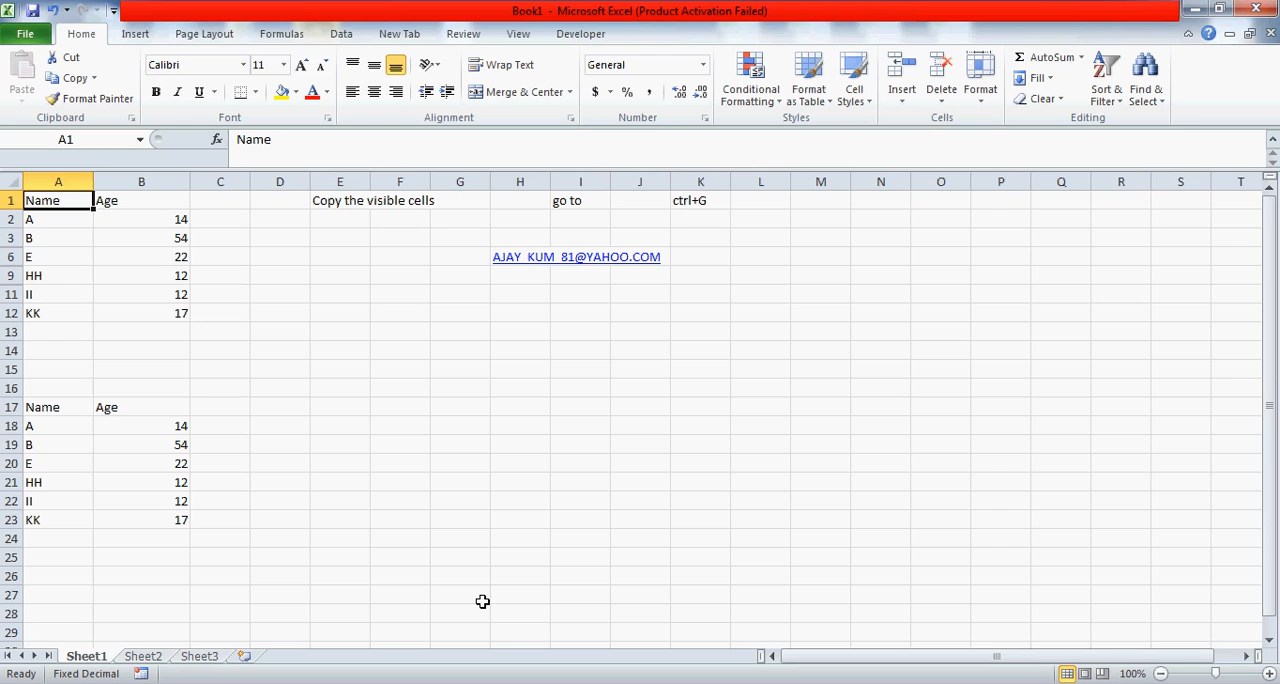 Book1 - Microsoft Excel (Product Activation Failed)
File Home Insert Page Layout Formulas Data New Tab Review View Developer
Paste Cut Copy Format Painter Clipboard
Calibri 11 A A B I U A Font
Wrap Text Merge & Center Alignment
General $ % , .0 .00 .00 .0 Number
Conditional Formatting Format as Table Cell Styles Styles
Insert Delete Format Cells
Σ AutoSum Fill Clear Sort & Filter Find & Select Editing
A1 fx Name
A B C D E F G H I J K L M N O P Q R S T
1 Name Age Copy the visible cells go to ctrl+G
2 A 14
3 B 54
6 E 22 AJAY_KUM_81@YAHOO.COM
9 HH 12
11 II 12
12 KK 17
13
14
15
16
17 Name Age
18 A 14
19 B 54
20 E 22
21 HH 12
22 II 12
23 KK 17
24
25
26
27
28
29
Sheet1 Sheet2 Sheet3
Ready Fixed Decimal 100%